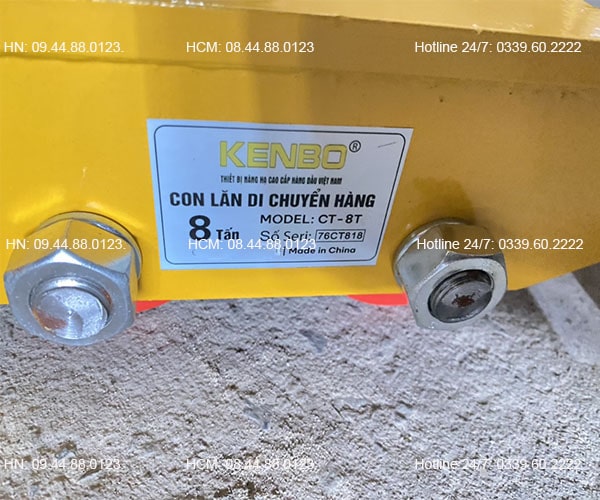 HN: 09.44.88.0123. HCM: 08.44.88.0123 Hotline 24/7: 0339.60.2222
KENBO®
THIẾT BỊ NÂNG HẠ CAO CẤP HÀNG ĐẦU VIỆT NAM
CON LĂN DI CHUYỂN HÀNG
8 Tấn
MODEL: CT-8T
Số Seri: 76CT818
Made in China
HN: 09.44.88.0123. HCM: 08.44.88.0123 Hotline 24/7: 0339.60.2222
HN: 09.44.88.0123. HCM: 08.44.88.0123 Hotline 24/7: 0339.60.2222